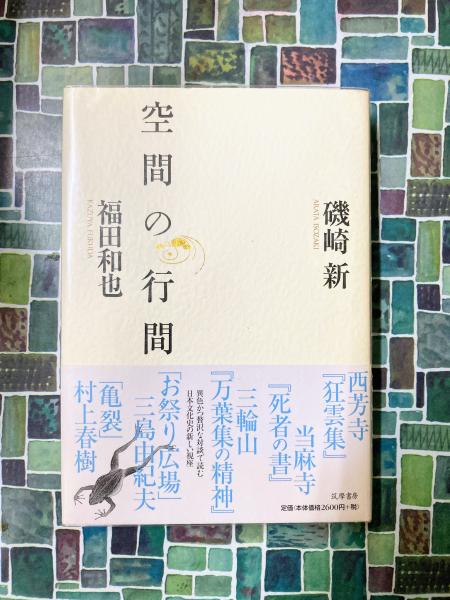 磯崎 新
ARATA ISOZAKI
空間の行間
福田和也
KAZUYA FUKUDA
西芳寺
『狂雲集』
当麻寺
『死者の書』
三輪山
『万葉集の精神』
異色かつ贅沢な対談で読む
日本文化史の新しい視座
「お祭り広場」
三島由紀夫
「亀裂」
村上春樹
筑摩書房
定価(本体価格2600円+税)